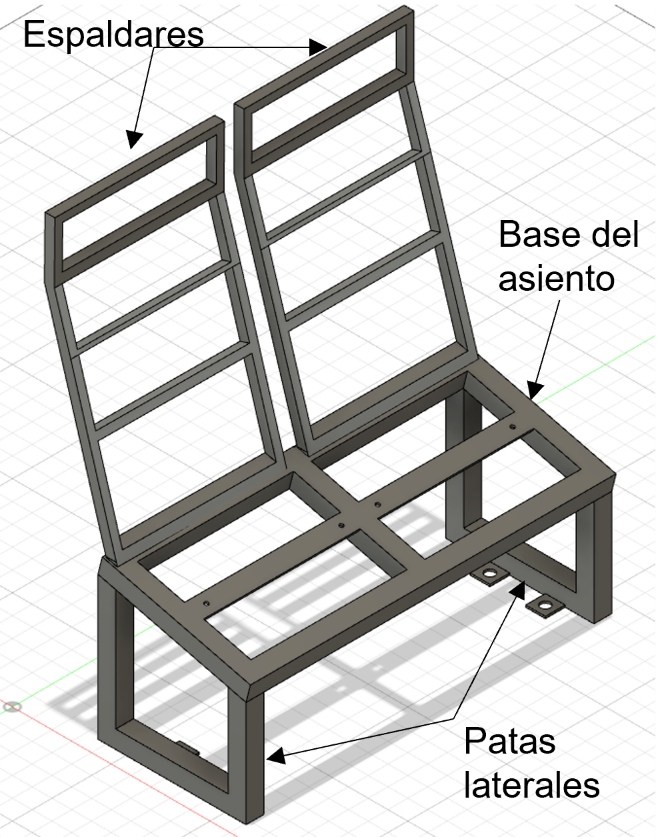 Espaldares
Base del
asiento
Patas
laterales